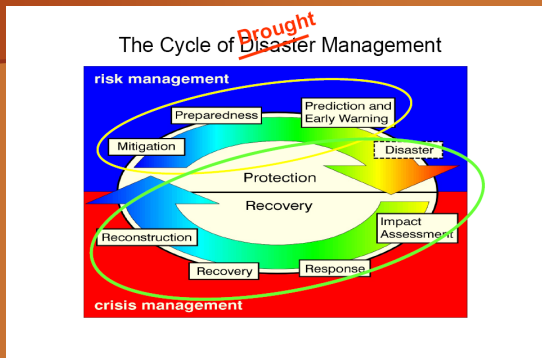 Drought
The Cycle of Disaster Management
risk management
Preparedness
Prediction and
Early Warning
Mitigation
Disaster
Protection
Recovery
Impact
Assessment
Reconstruction
Recovery
Response
crisis management